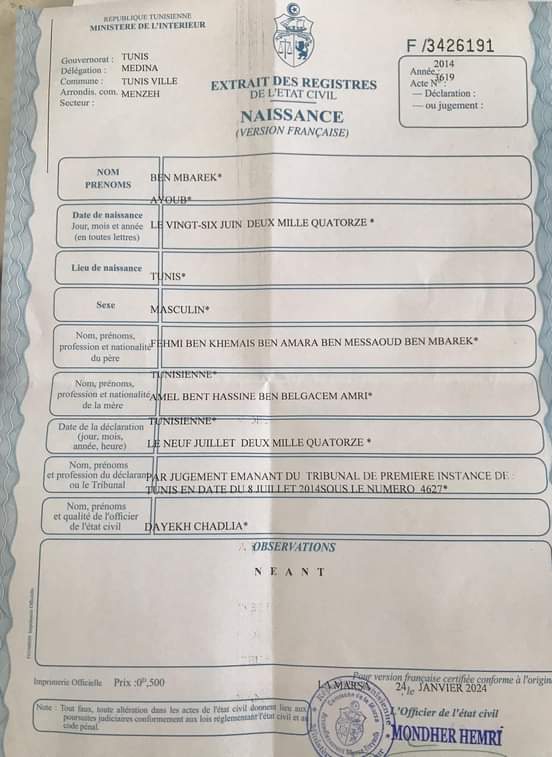 REPUBLIQUE TUNISIENNE
MINISTERE DE L'INTERIEUR
Gouvernorat : TUNIS
Délégation : MEDINA
Commune : TUNIS VILLE
Arrondis. com. MENZEH
Secteur :
EXTRAIT DES REGISTRES
DE L'ETAT CIVIL
NAISSANCE
(VERSION FRANÇAISE)
F /3426191
Année : 2014
Acte N° : 3619
— Déclaration :
— ou jugement :
NOM
PRENOMS
BEN MBAREK*
AYOUB*
Date de naissance
Jour, mois et année
(en toutes lettres)
LE VINGT-SIX JUIN DEUX MILLE QUATORZE *
Lieu de naissance
TUNIS*
Sexe
MASCULIN*
Nom, prénoms,
profession et nationalité
du père
FEHMI BEN KHEMAIS BEN AMARA BEN MESSAOUD BEN MBAREK*
TUNISIENNE*
Nom, prénoms,
profession et nationalité
de la mère
AMEL BENT HASSINE BEN BELGACEM AMRI*
TUNISIENNE*
Date de la déclaration
(jour, mois,
année, heure)
LE NEUF JUILLET DEUX MILLE QUATORZE *
Nom, prénoms
et profession du déclarant
ou le Tribunal
PAR JUGEMENT EMANANT DU TRIBUNAL DE PREMIERE INSTANCE DE
TUNIS EN DATE DU 8 JUILLET 2014SOUS LE NUMERO 4627*
Nom, prénoms
et qualité de l'officier
de l'état civil
DAYEKH CHADLIA*
OBSERVATIONS
N E A N T
Imprimerie Officielle Prix :0ᴰ,500
Pour version française certifiée conforme à l'origin
LA MARSA 24, le JANVIER 2024
L'Officier de l'état civil
MONDHER HEMRI
Note : Tout faux, toute altération dans les actes de l'état civil donnent lieu aux
poursuites judiciaires conformement aux lois réglementant l'état civil et au
code pénal.